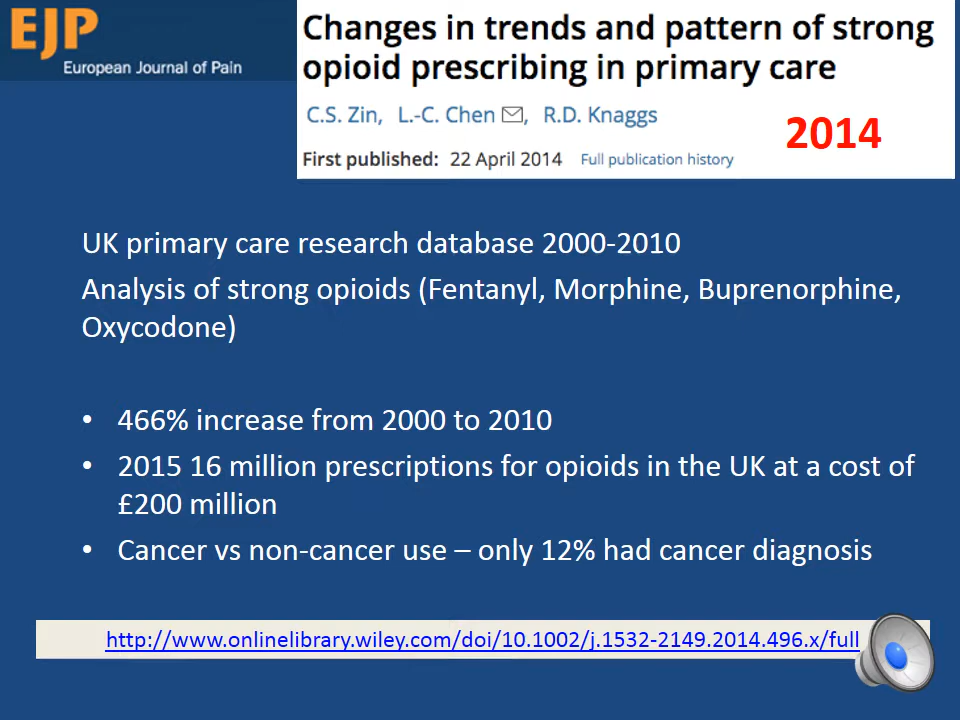 EJP
European Journal of Pain
Changes in trends and pattern of strong
opioid prescribing in primary care
C.S. Zin, L.-C. Chen, R.D. Knaggs
2014
First published: 22 April 2014 Full publication history
UK primary care research database 2000-2010
Analysis of strong opioids (Fentanyl, Morphine, Buprenorphine,
Oxycodone)
• 466% increase from 2000 to 2010
• 2015 16 million prescriptions for opioids in the UK at a cost of
£200 million
• Cancer vs non-cancer use – only 12% had cancer diagnosis
http://www.onlinelibrary.wiley.com/doi/10.1002/j.1532-2149.2014.496.x/full